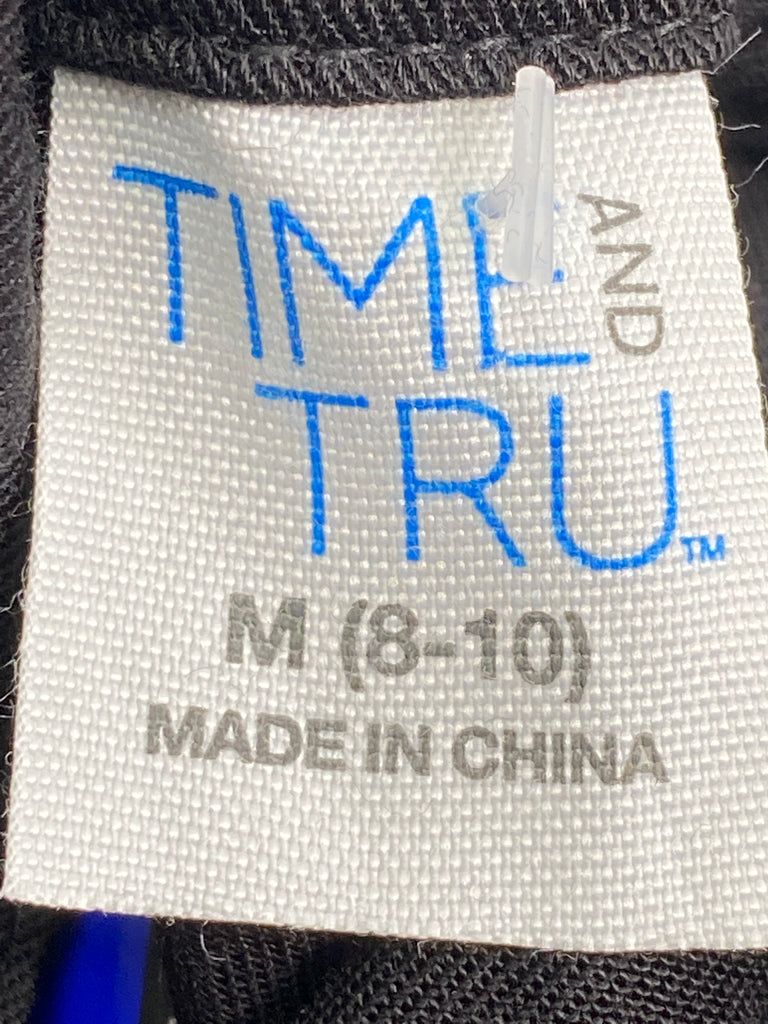 TIME AND
TRU™
M (8-10)
MADE IN CHINA